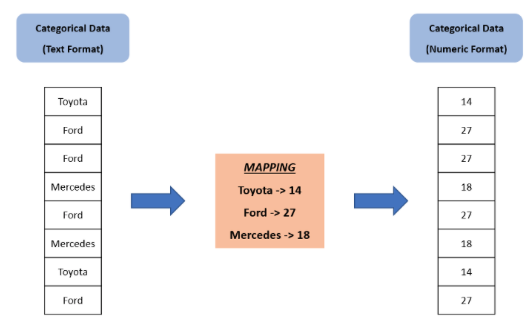 Categorical Data
(Text Format)
Categorical Data
(Numeric Format)
Toyota
Ford
Ford
Mercedes
Ford
Mercedes
Toyota
Ford
MAPPING
Toyota -> 14
Ford -> 27
Mercedes -> 18
14
27
27
18
27
18
14
27